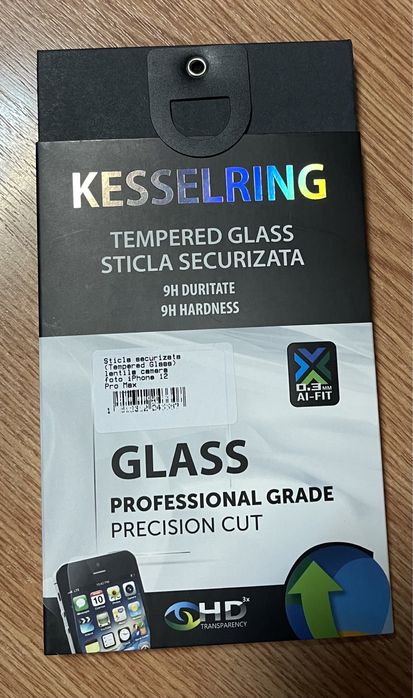 KESSELRING
TEMPERED GLASS
STICLA SECURIZATA
9H DURITATE
9H HARDNESS
Sticla securizata
(Tempered Glass)
lentila camera
foto iPhone 12
Pro Max
0.3 MM
AI-FIT
GLASS
PROFESSIONAL GRADE
PRECISION CUT
HD 3x
TRANSPARENCY